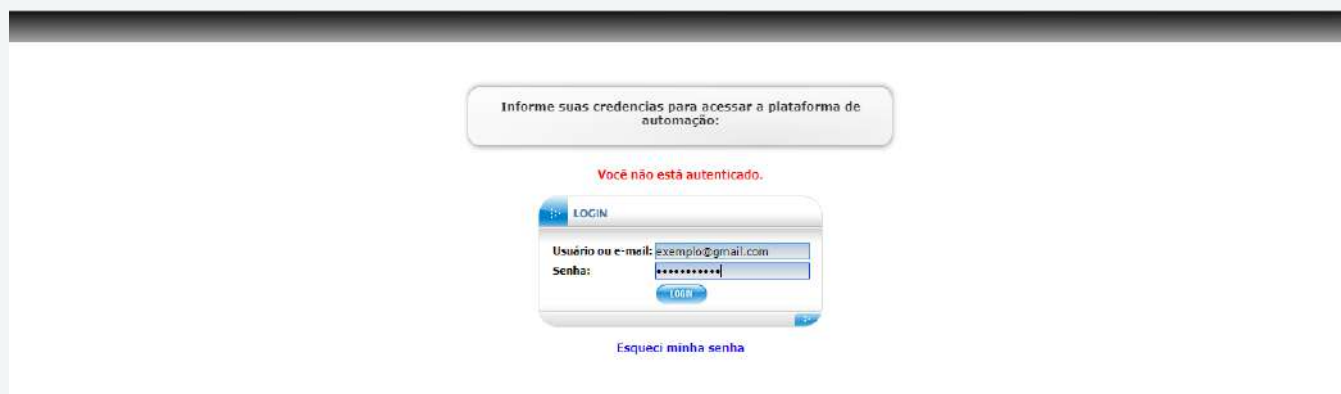 Informe suas credencias para acessar a plataforma de
automação:
Você não está autenticado.
LOGIN
Usuário ou e-mail: exemplo@gmail.com
Senha: •••••••••••
LOGIN
Esqueci minha senha